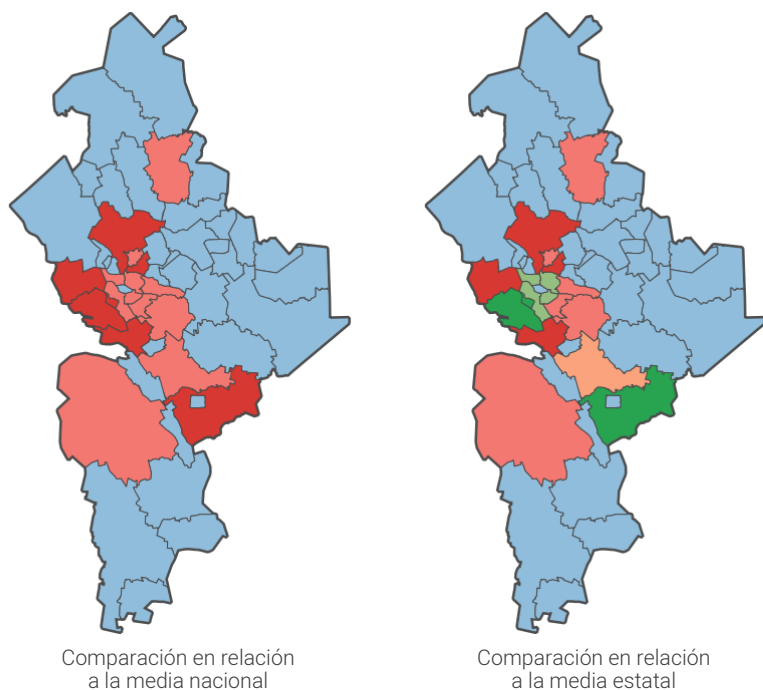 Comparación en relación
a la media nacional
Comparación en relación
a la media estatal